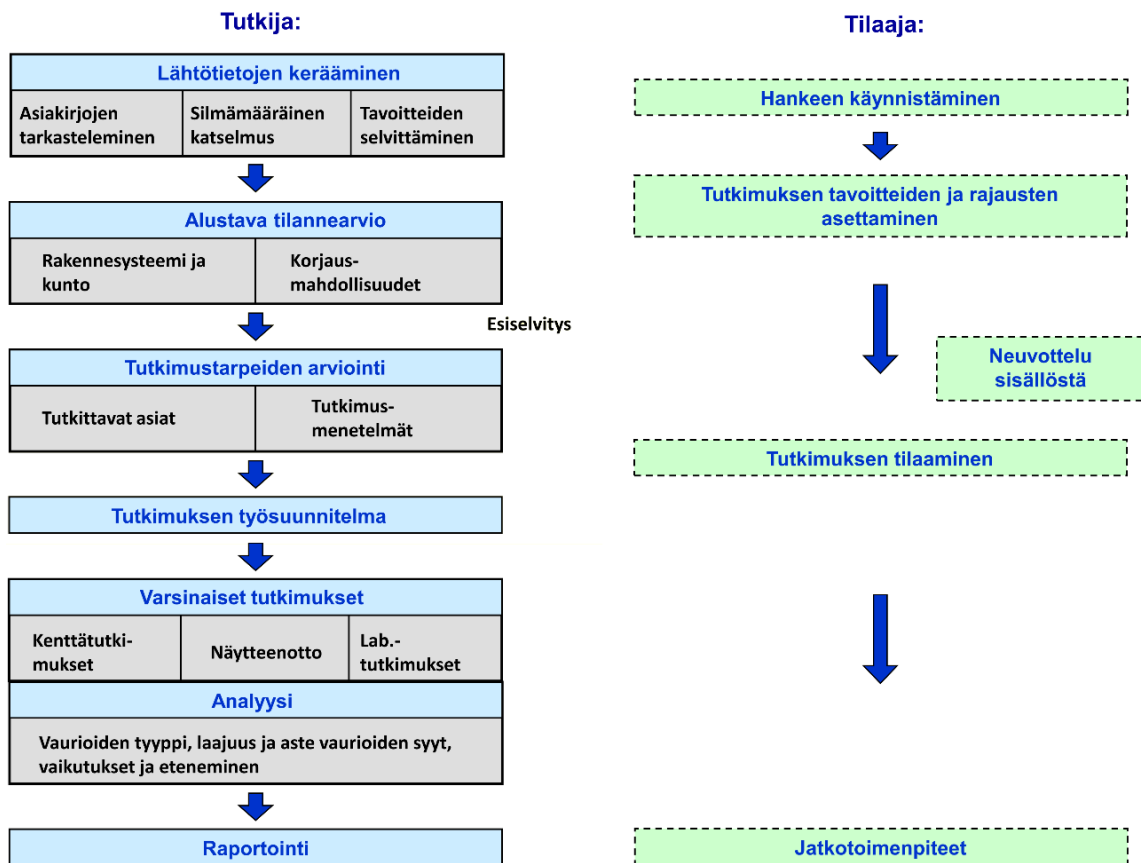 Tutkija:
Lähtötietojen kerääminen
Asiakirjojen
tarkasteleminen
Silmämääräinen
katselmus
Tavoitteiden
selvittäminen
Alustava tilannearvio
Rakennesysteemi ja
kunto
Korjaus-
mahdollisuudet
Esiselvitys
Tutkimustarpeiden arviointi
Tutkittavat asiat
Tutkimus-
menetelmät
Tutkimuksen työsuunnitelma
Varsinaiset tutkimukset
Kenttätutki-
mukset
Näytteenotto
Lab.-
tutkimukset
Analyysi
Vaurioiden tyyppi, laajuus ja aste vaurioiden syyt,
vaikutukset ja eteneminen
Raportointi
Tilaaja:
Hankeen käynnistäminen
Tutkimuksen tavoitteiden ja rajausten
asettaminen
Neuvottelu
sisällöstä
Tutkimuksen tilaaminen
Jatkotoimenpiteet